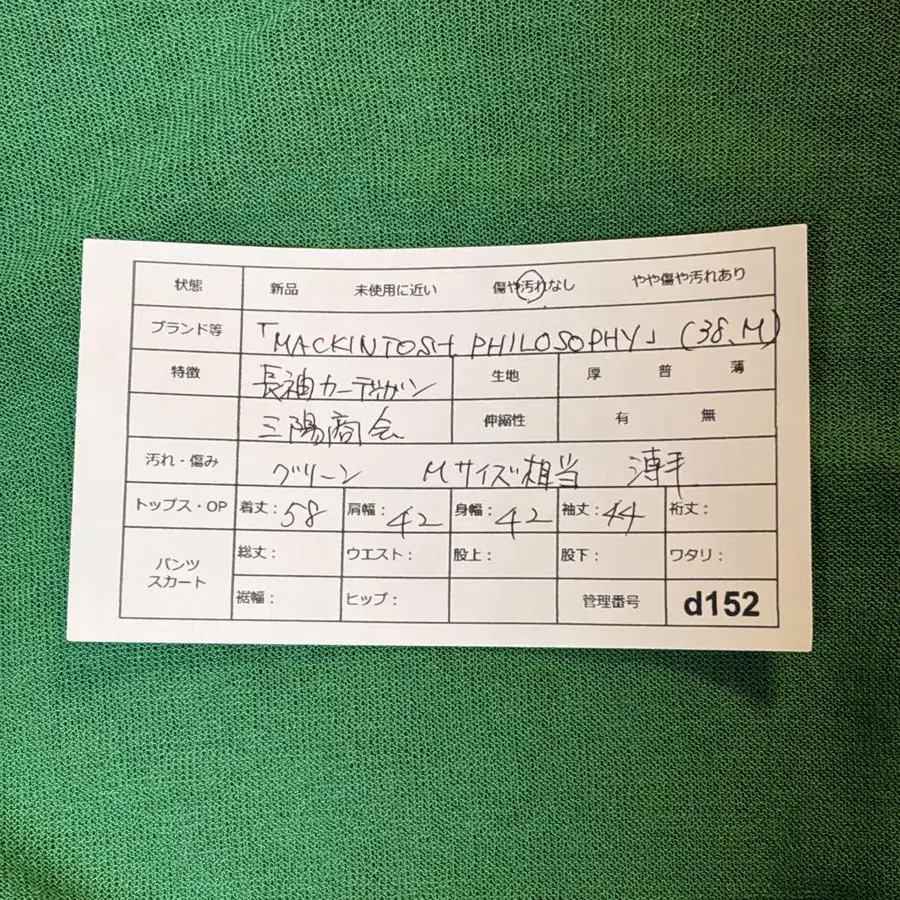 状態 新品 未使用に近い 傷や汚れなし やや傷や汚れあり
ブランド等 「MACKINTOSH PHILOSOPHY」(38、M)
特徴 長袖カーディガン 生地 厚 普 薄
三陽商会 伸縮性 有 無
汚れ・傷み グリーン Mサイズ相当 薄手
トップス・OP 着丈：58 肩幅：42 身幅：42 袖丈：44 裄丈：
パンツ スカート 総丈： ウエスト： 股上： 股下： ワタリ：
裾幅： ヒップ： 管理番号 d152